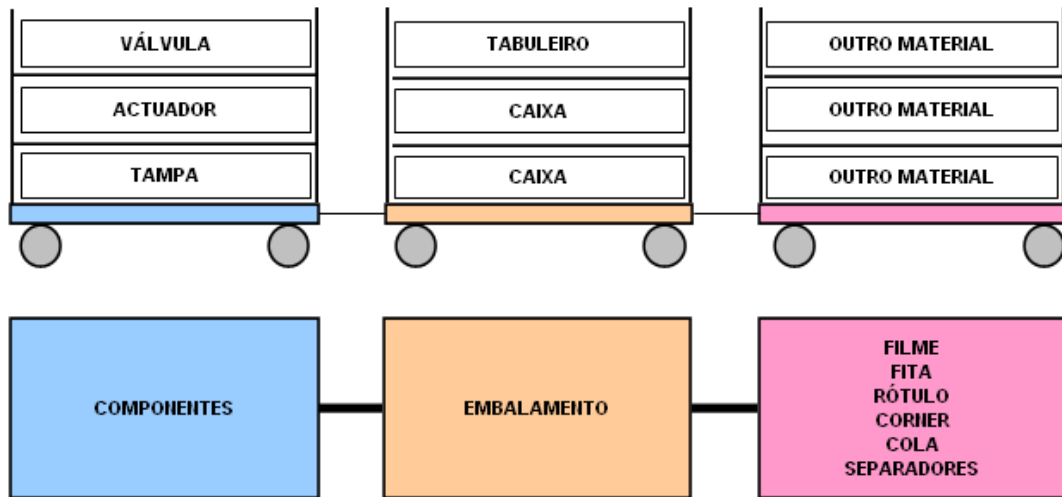 VÁLVULA
ACTUADOR
TAMPA
TABULEIRO
CAIXA
CAIXA
OUTRO MATERIAL
OUTRO MATERIAL
OUTRO MATERIAL
COMPONENTES
EMBALAMENTO
FILME
FITA
RÓTULO
CORNER
COLA
SEPARADORES